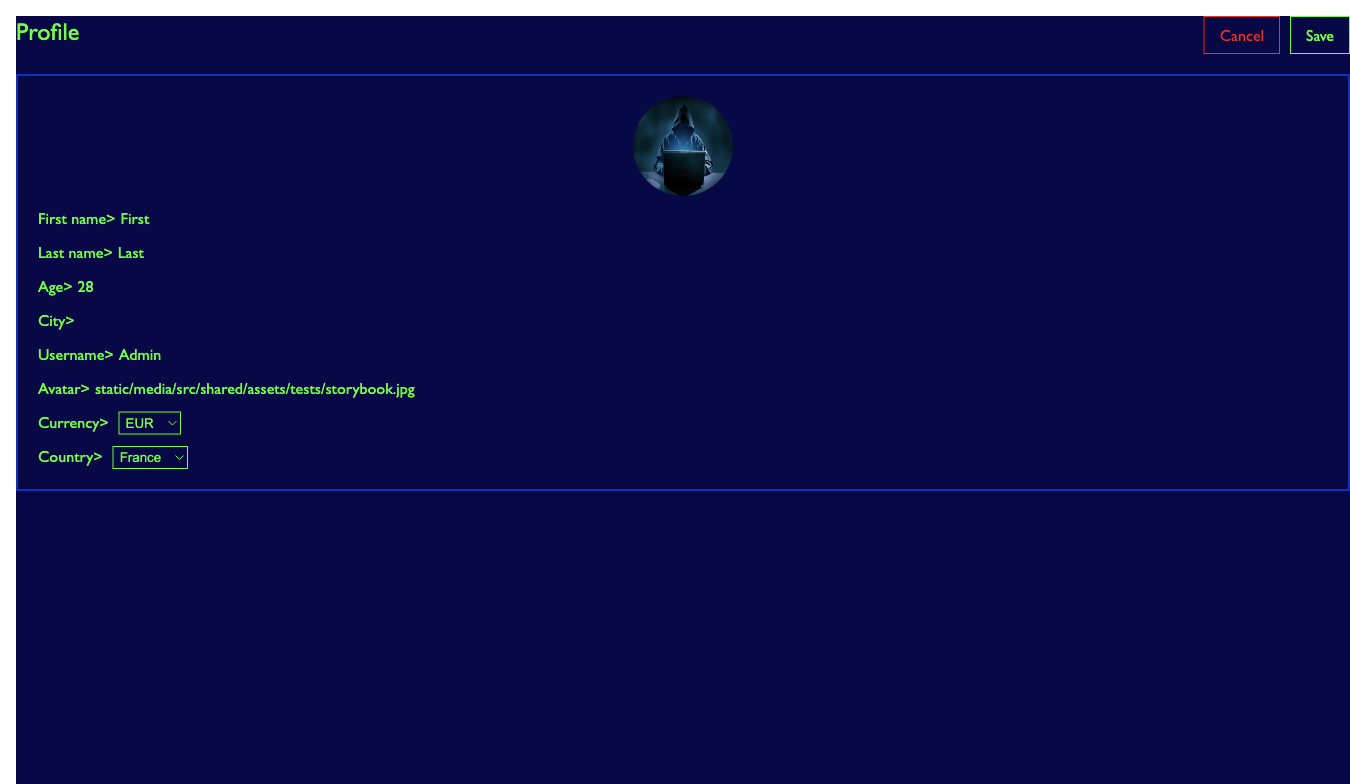 Profile
Cancel
Save
First name> First
Last name> Last
Age> 28
City>
Username> Admin
Avatar> static/media/src/shared/assets/tests/storybook.jpg
Currency> EUR
Country> France